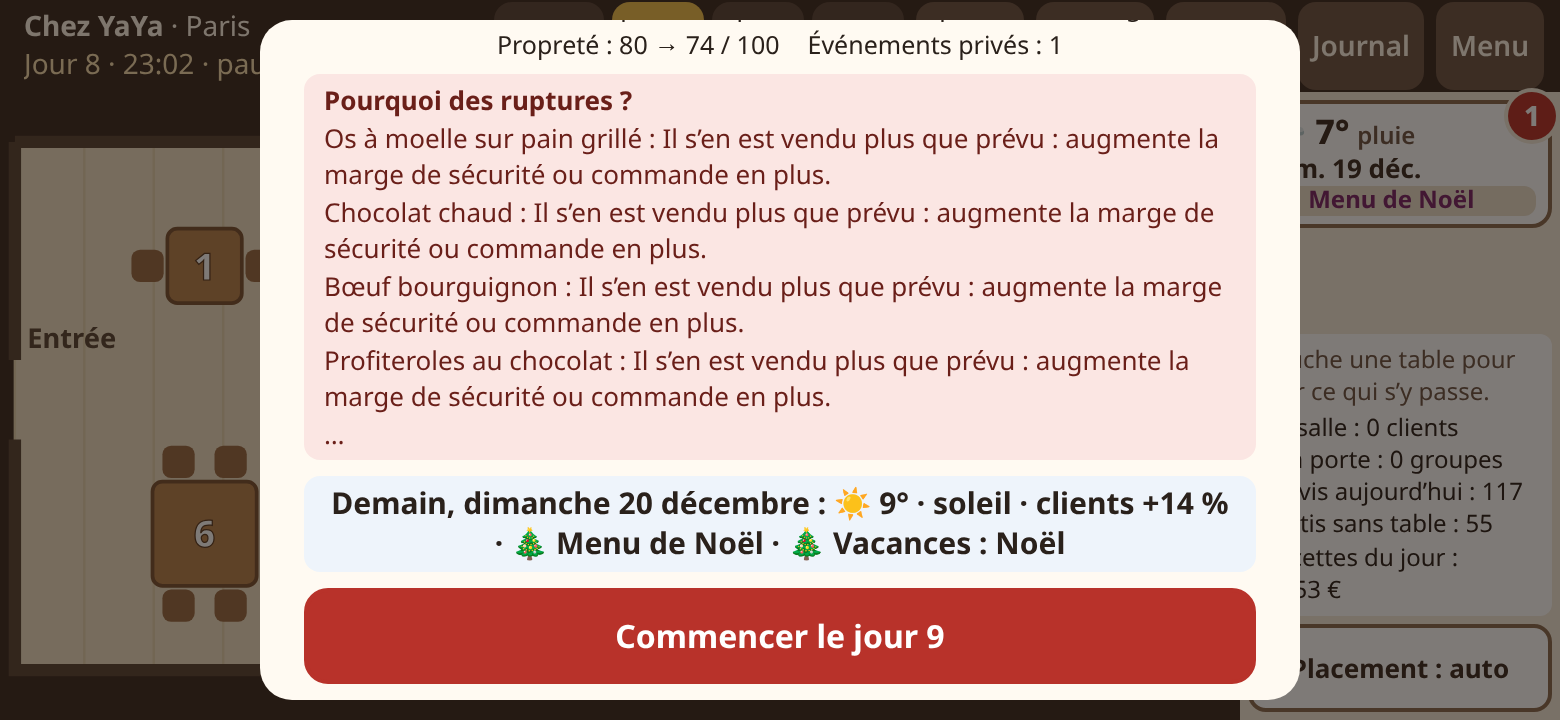 Chez YaYa · Paris
Jour 8 · 23:02 ·
Journal
Menu
Propreté : 80 → 74 / 100 Événements privés : 1
Pourquoi des ruptures ?
Os à moelle sur pain grillé : Il s’en est vendu plus que prévu : augmente la
marge de sécurité ou commande en plus.
Chocolat chaud : Il s’en est vendu plus que prévu : augmente la marge de
sécurité ou commande en plus.
Bœuf bourguignon : Il s’en est vendu plus que prévu : augmente la marge
de sécurité ou commande en plus.
Profiteroles au chocolat : Il s’en est vendu plus que prévu : augmente la
marge de sécurité ou commande en plus.
...
Demain, dimanche 20 décembre : ☀️ 9° · soleil · clients +14 %
· 🎄 Menu de Noël · 🎄 Vacances : Noël
Commencer le jour 9
1
Entrée
6
1
7° pluie
19 déc.
Menu de Noël
une table pour
ce qui s’y passe.
salle : 0 clients
porte : 0 groupes
aujourd’hui : 117
sans table : 55
du jour :
€
Placement : auto